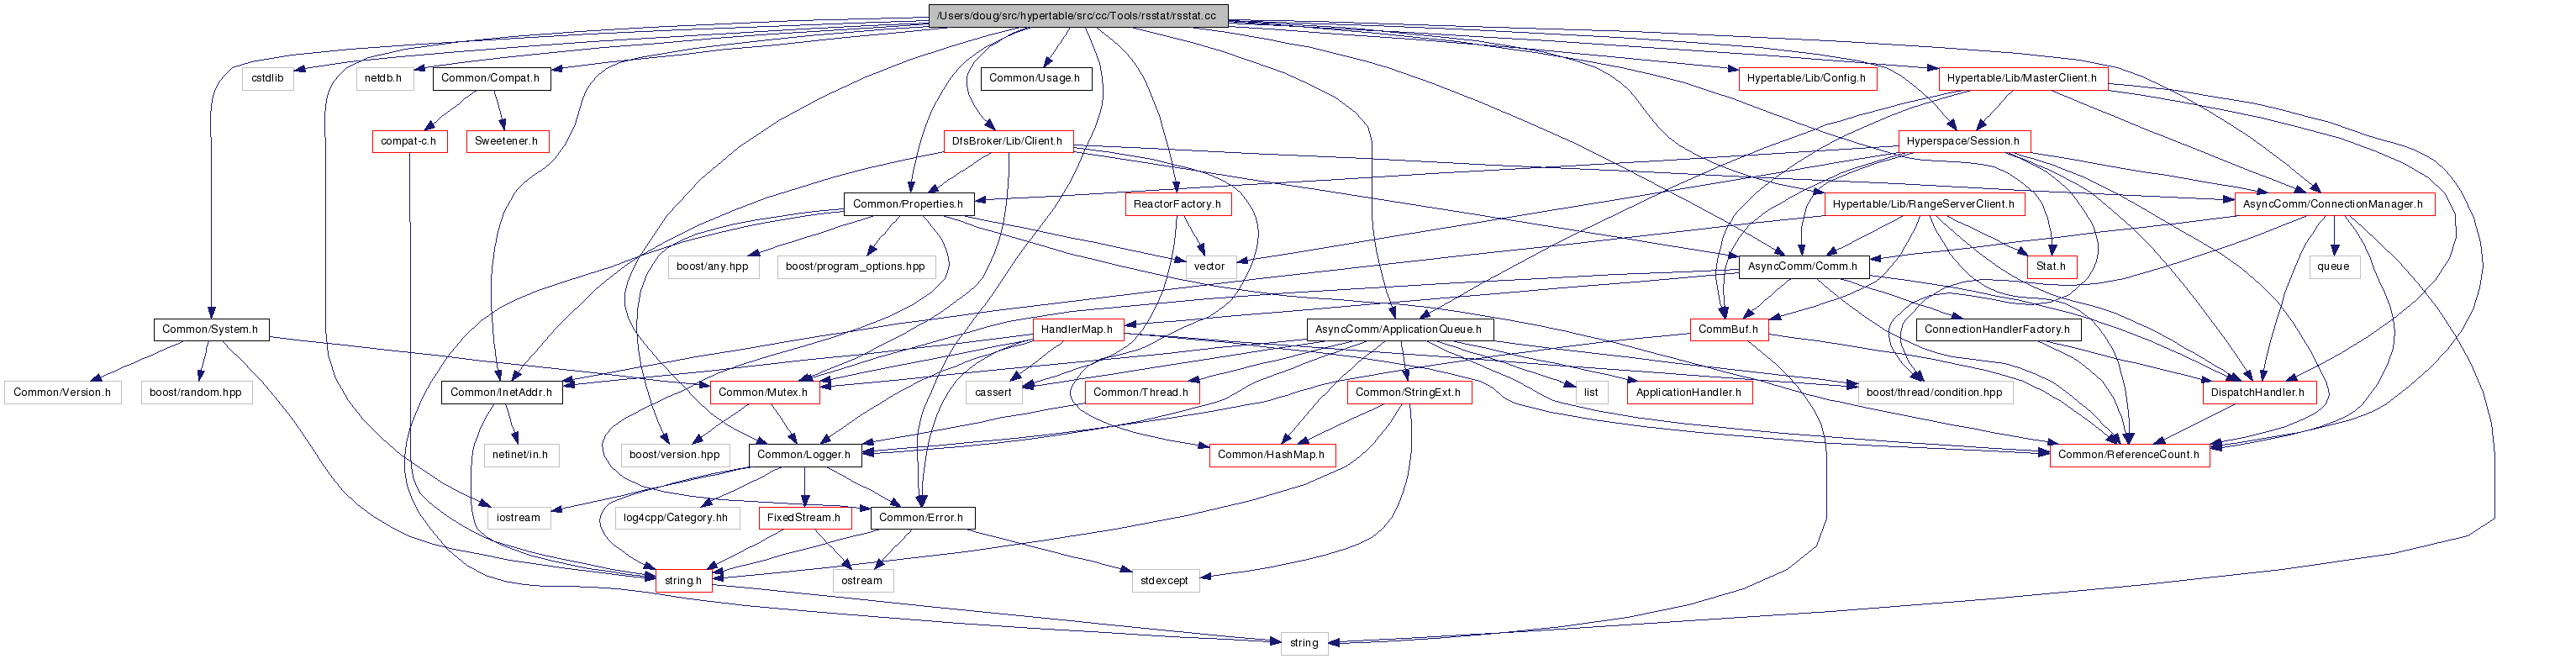 /Users/doug/src/hypertable/src/cc/Tools/rsstat/rsstat.cc
cstdlib
netdb.h
Common/Compat.h
Common/Usage.h
Hypertable/Lib/Config.h
Hypertable/Lib/MasterClient.h
compat-c.h
Sweetener.h
DfsBroker/Lib/Client.h
Hyperspace/Session.h
Common/Properties.h
ReactorFactory.h
Hypertable/Lib/RangeServerClient.h
AsyncComm/ConnectionManager.h
boost/any.hpp
boost/program_options.hpp
vector
AsyncComm/Comm.h
Stat.h
queue
Common/System.h
HandlerMap.h
AsyncComm/ApplicationQueue.h
CommBuf.h
ConnectionHandlerFactory.h
Common/Version.h
boost/random.hpp
Common/InetAddr.h
Common/Mutex.h
cassert
Common/Thread.h
Common/StringExt.h
list
ApplicationHandler.h
boost/thread/condition.hpp
DispatchHandler.h
netinet/in.h
boost/version.hpp
Common/Logger.h
Common/HashMap.h
Common/ReferenceCount.h
iostream
log4cpp/Category.hh
FixedStream.h
Common/Error.h
string.h
ostream
stdexcept
string